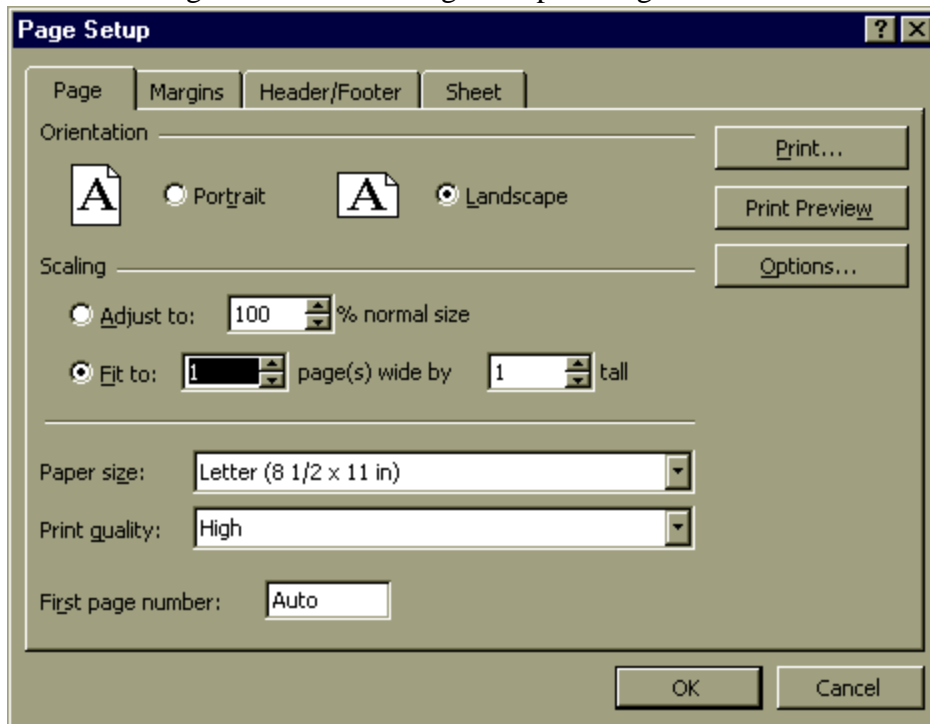 Page Setup
Page Margins Header/Footer Sheet
Orientation
Print...
A Portrait A Landscape
Print Preview
Scaling
Options...
Adjust to: 100 % normal size
Fit to: 1 page(s) wide by 1 tall
Paper size: Letter (8 1/2 x 11 in)
Print quality: High
First page number: Auto
OK Cancel